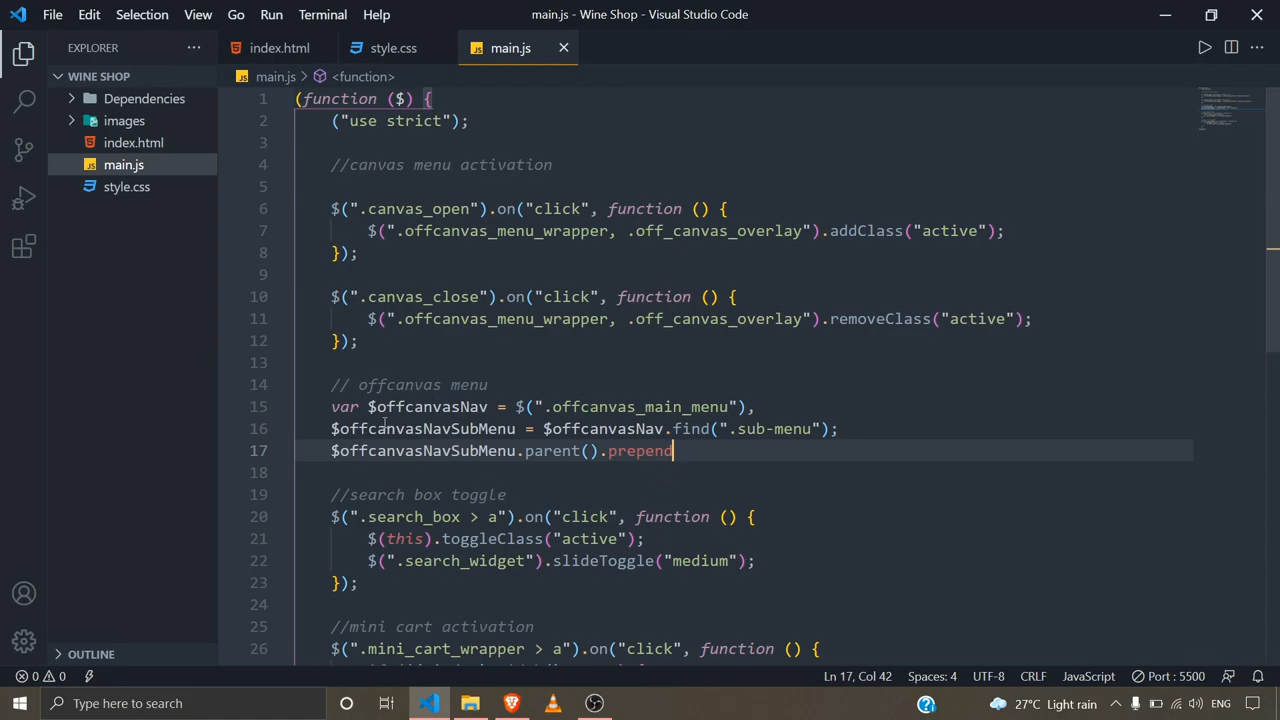 File Edit Selection View Go Run Terminal Help main.js - Wine Shop - Visual Studio Code
EXPLORER
index.html
style.css
JS main.js
WINE SHOP
Dependencies
images
index.html
JS main.js
style.css
OUTLINE
JS main.js > <function>
1 (function ($) {
2 ("use strict");
3
4 //canvas menu activation
5
6 $(".canvas_open").on("click", function () {
7 $(".offcanvas_menu_wrapper, .off_canvas_overlay").addClass("active");
8 });
9
10 $(".canvas_close").on("click", function () {
11 $(".offcanvas_menu_wrapper, .off_canvas_overlay").removeClass("active");
12 });
13
14 // offcanvas menu
15 var $offcanvasNav = $(".offcanvas_main_menu"),
16 $offcanvasNavSubMenu = $offcanvasNav.find(".sub-menu");
17 $offcanvasNavSubMenu.parent().prepend
18
19 //search box toggle
20 $(".search_box > a").on("click", function () {
21 $(this).toggleClass("active");
22 $(".search_widget").slideToggle("medium");
23 });
24
25 //mini cart activation
26 $(".mini_cart_wrapper > a").on("click", function () {
0 0 Ln 17, Col 42 Spaces: 4 UTF-8 CRLF JavaScript Port : 5500
Type here to search 27°C Light rain ENG